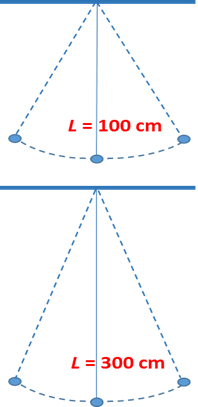 L = 100 cm
L = 300 cm